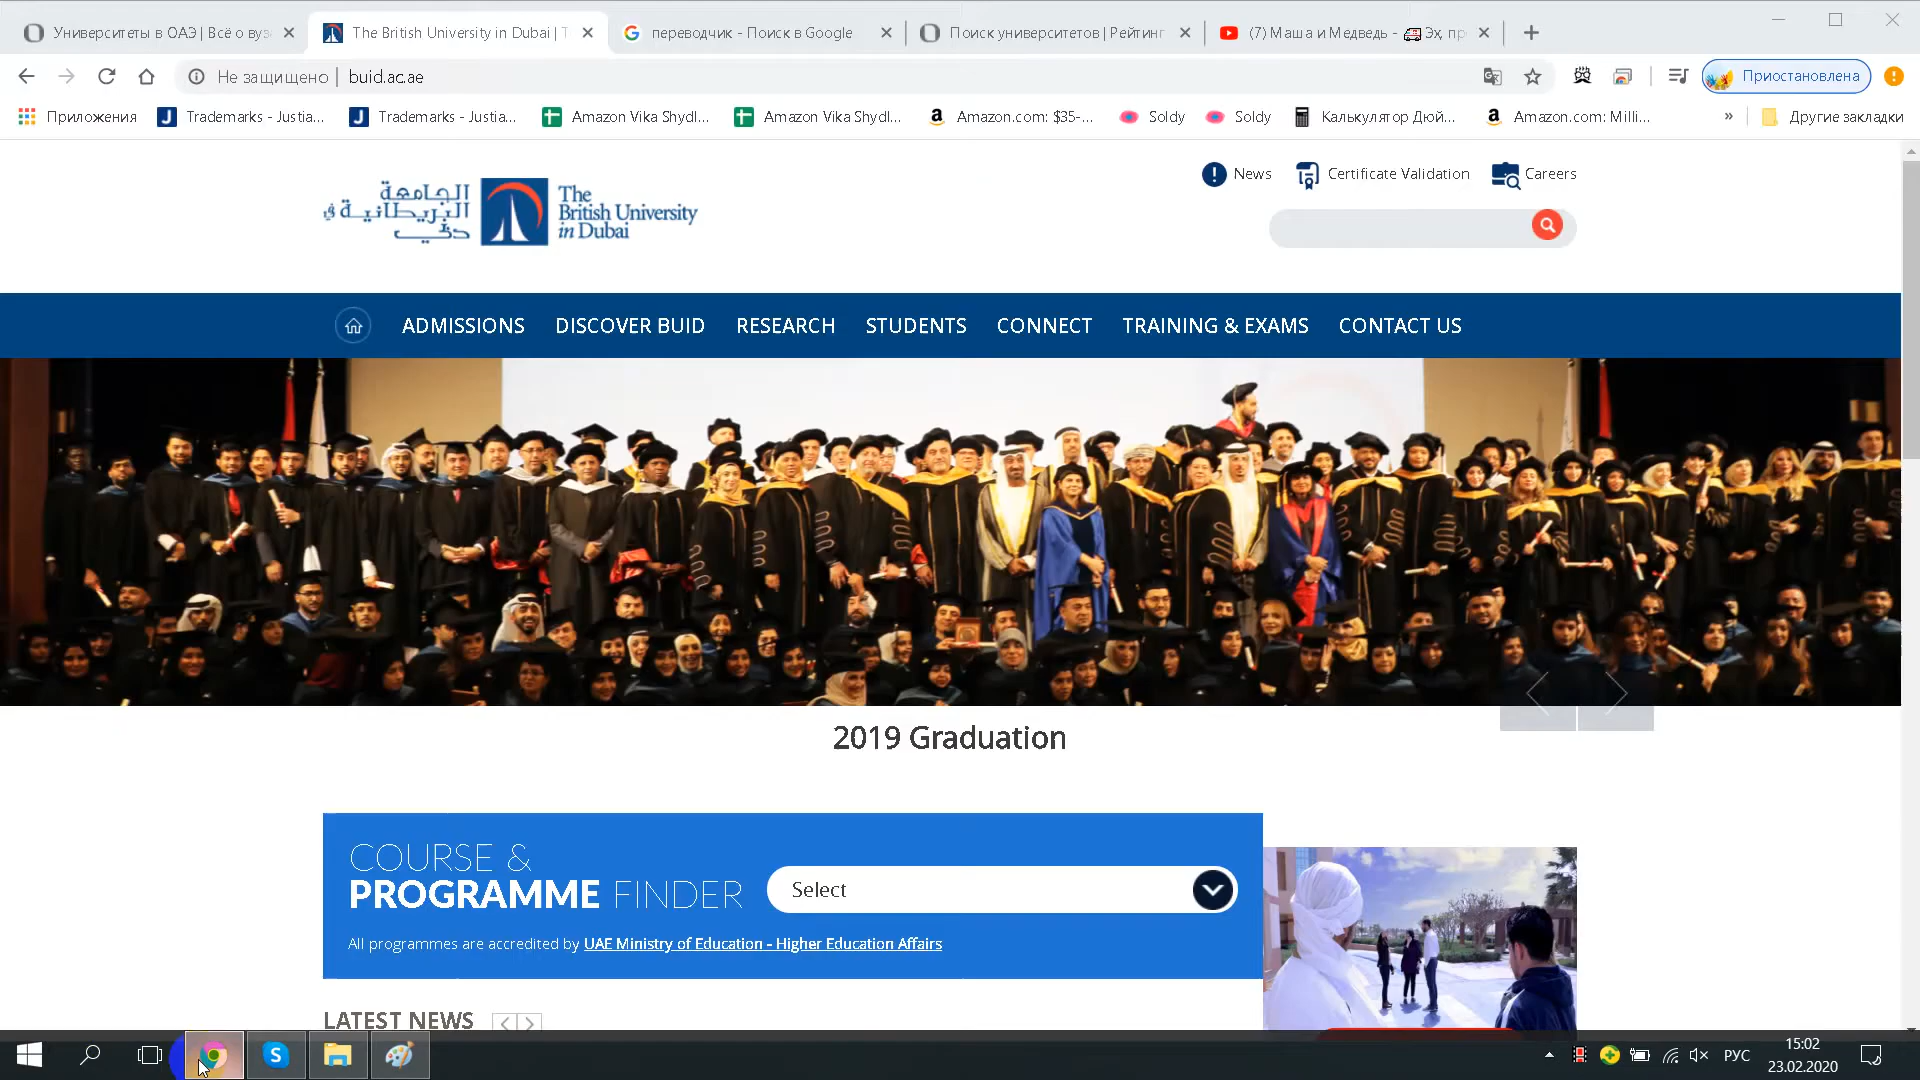 Университеты в ОАЭ | Всё о вузе
The British University in Dubai | T
переводчик - Поиск в Google
Поиск университетов | Рейтинг
(7) Маша и Медведь - 🚑Эх, пр
Не защищено | buid.ac.ae
Приостановлена
Приложения
Trademarks - Justia...
Trademarks - Justia...
Amazon Vika Shydl...
Amazon Vika Shydl...
Amazon.com: $35-...
Soldy
Soldy
Калькулятор Дюй...
Amazon.com: Milli...
Другие закладки
الجامعة
البريطانية في
دبي
The
British University
in Dubai
News
Certificate Validation
Careers
ADMISSIONS
DISCOVER BUID
RESEARCH
STUDENTS
CONNECT
TRAINING & EXAMS
CONTACT US
2019 Graduation
COURSE &
PROGRAMME FINDER
Select
All programmes are accredited by UAE Ministry of Education - Higher Education Affairs
LATEST NEWS
РУС
15:02
23.02.2020